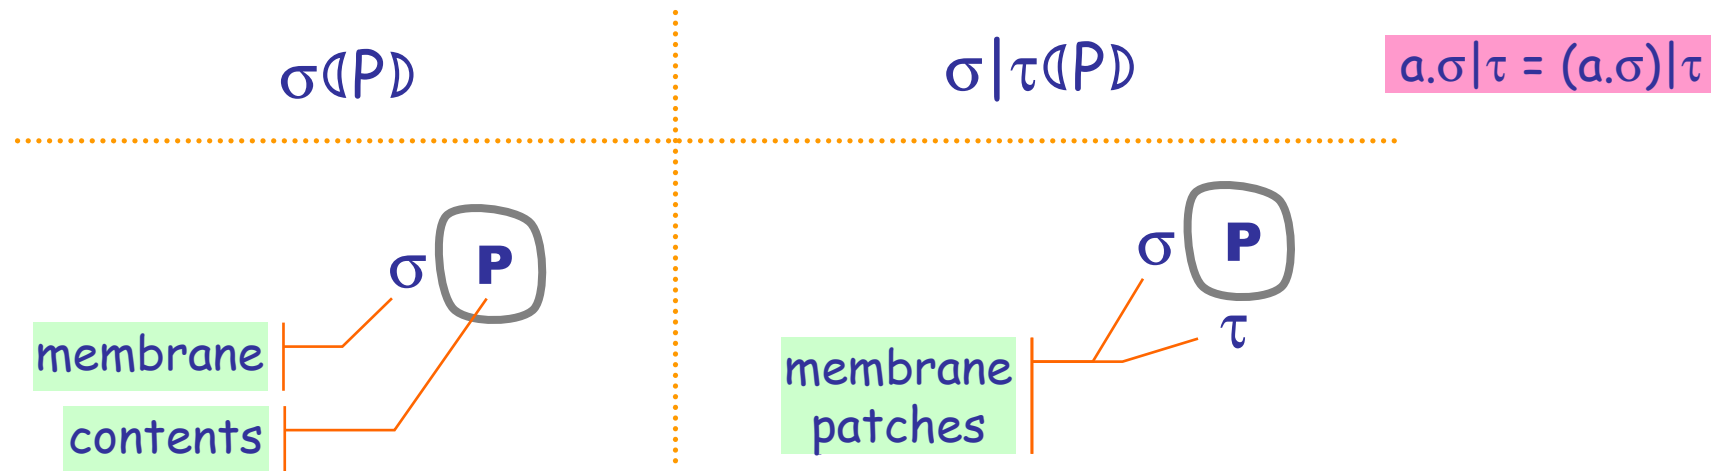 σ⦇P⦈
σ|τ⦇P⦈
a.σ|τ = (a.σ)|τ
σ P
membrane
contents
σ P
τ
membrane
patches